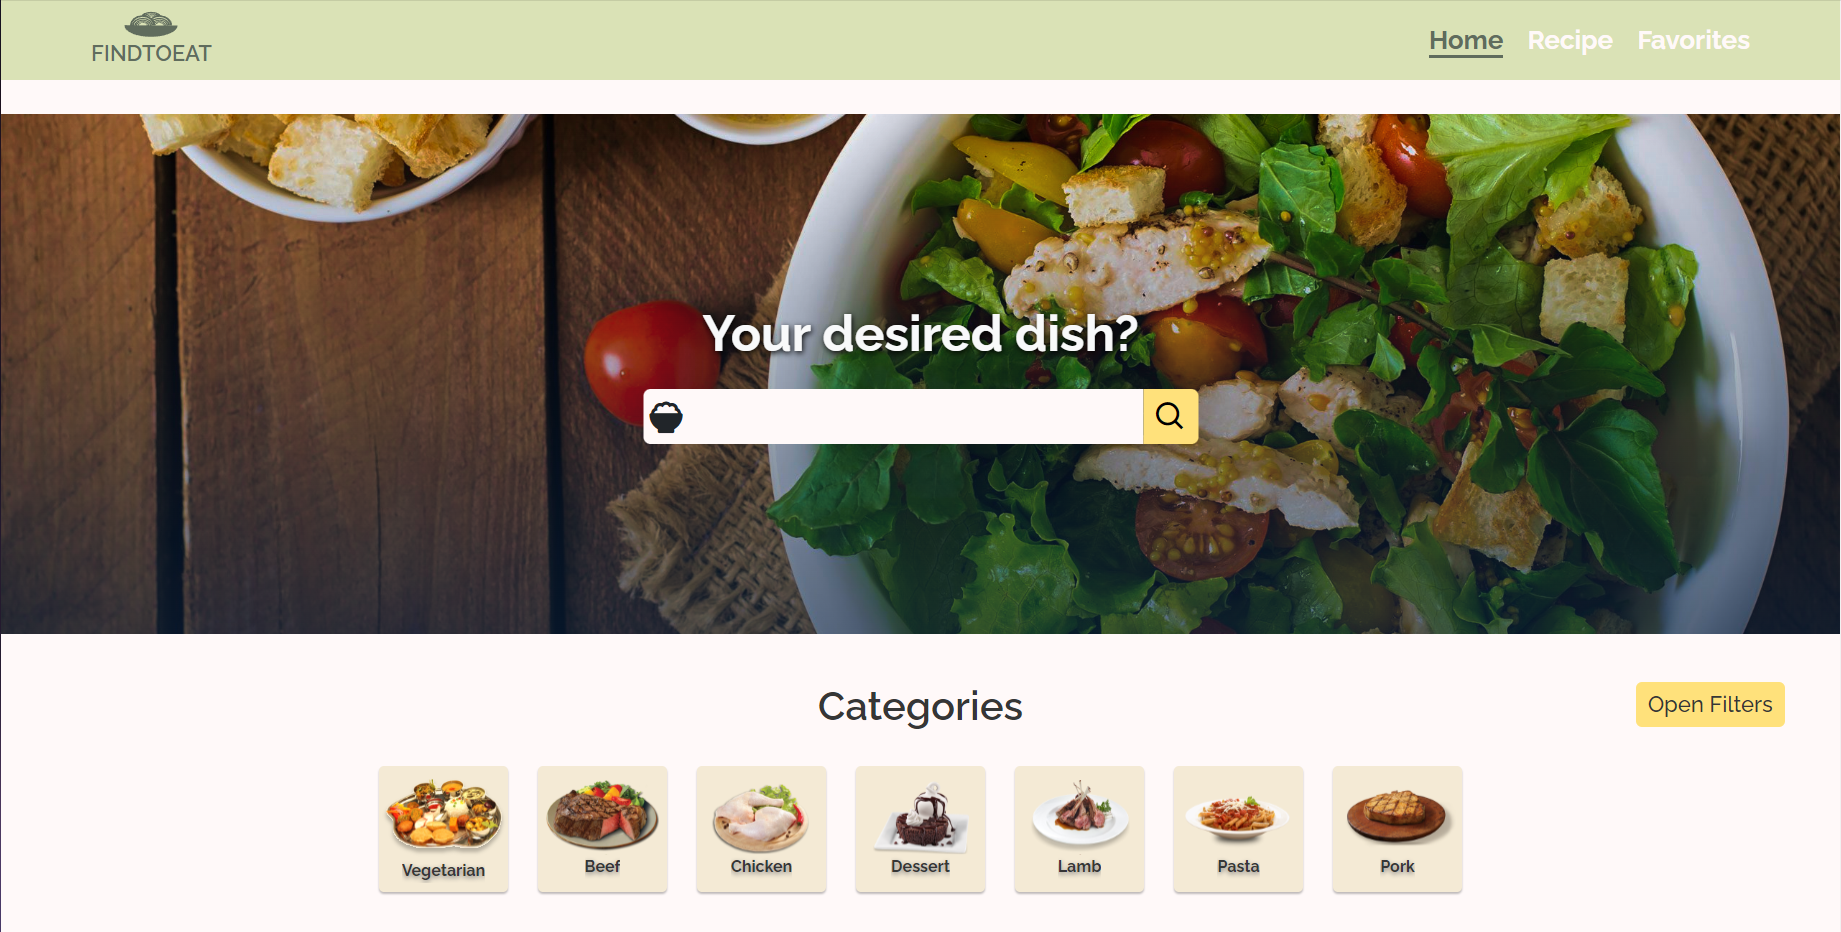 FINDTOEAT
Home Recipe Favorites
Your desired dish?
Categories
Open Filters
Vegetarian
Beef
Chicken
Dessert
Lamb
Pasta
Pork